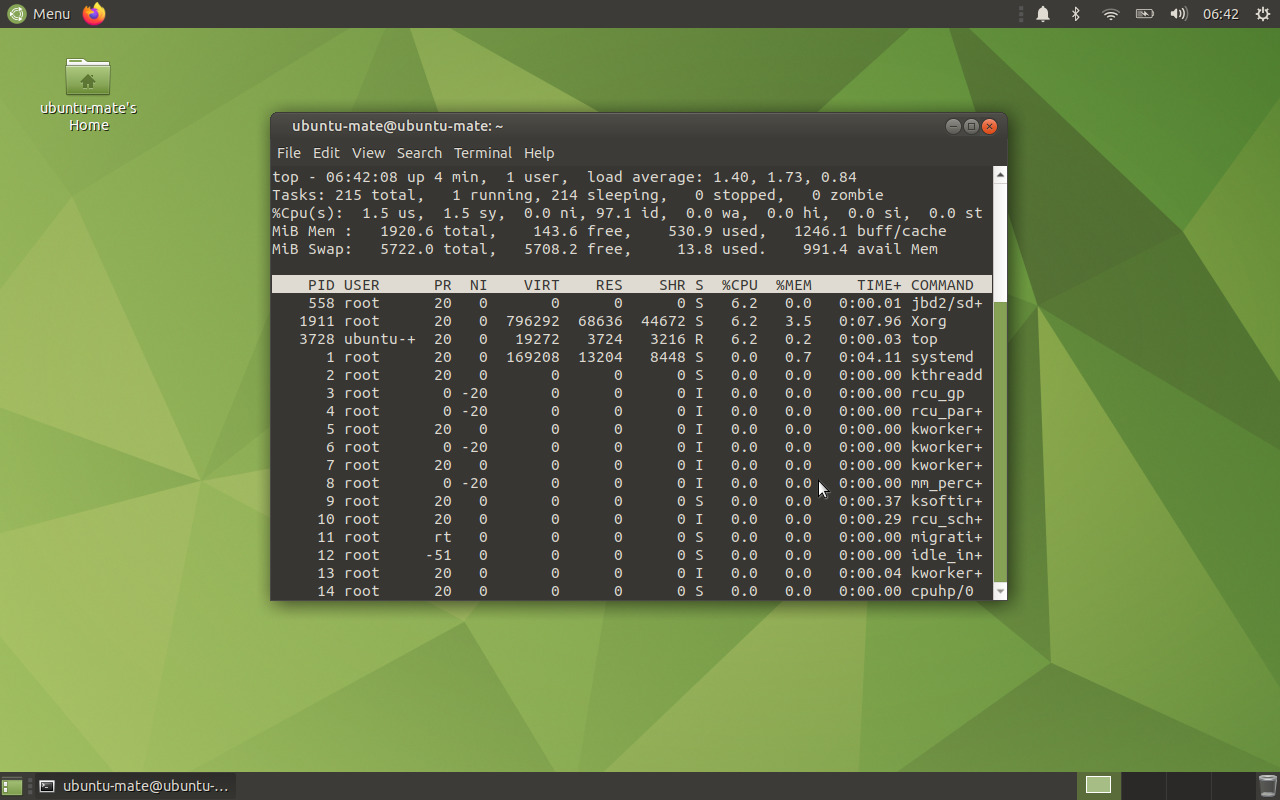 Menu
06:42
ubuntu-mate's
Home
ubuntu-mate@ubuntu-mate: ~
File Edit View Search Terminal Help
top - 06:42:08 up 4 min,  1 user,  load average: 1.40, 1.73, 0.84
Tasks: 215 total,   1 running, 214 sleeping,   0 stopped,   0 zombie
%Cpu(s):  1.5 us,  1.5 sy,  0.0 ni, 97.1 id,  0.0 wa,  0.0 hi,  0.0 si,  0.0 st
MiB Mem :   1920.6 total,    143.6 free,    530.9 used,   1246.1 buff/cache
MiB Swap:   5722.0 total,   5708.2 free,     13.8 used.    991.4 avail Mem
PID USER      PR  NI    VIRT    RES    SHR S  %CPU  %MEM     TIME+ COMMAND
558 root      20   0       0      0      0 S   6.2   0.0   0:00.01 jbd2/sd+
1911 root      20   0  796292  68636  44672 S   6.2   3.5   0:07.96 Xorg
3728 ubuntu-+  20   0   19272   3724   3216 R   6.2   0.2   0:00.03 top
1 root      20   0  169208  13204   8448 S   0.0   0.7   0:04.11 systemd
2 root      20   0       0      0      0 S   0.0   0.0   0:00.00 kthreadd
3 root       0 -20       0      0      0 I   0.0   0.0   0:00.00 rcu_gp
4 root       0 -20       0      0      0 I   0.0   0.0   0:00.00 rcu_par+
5 root      20   0       0      0      0 I   0.0   0.0   0:00.00 kworker+
6 root       0 -20       0      0      0 I   0.0   0.0   0:00.00 kworker+
7 root      20   0       0      0      0 I   0.0   0.0   0:00.00 kworker+
8 root       0 -20       0      0      0 I   0.0   0.0   0:00.00 mm_perc+
9 root      20   0       0      0      0 S   0.0   0.0   0:00.37 ksoftir+
10 root      20   0       0      0      0 I   0.0   0.0   0:00.29 rcu_sch+
11 root      rt   0       0      0      0 S   0.0   0.0   0:00.00 migrati+
12 root     -51   0       0      0      0 S   0.0   0.0   0:00.00 idle_in+
13 root      20   0       0      0      0 I   0.0   0.0   0:00.04 kworker+
14 root      20   0       0      0      0 S   0.0   0.0   0:00.00 cpuhp/0
ubuntu-mate@ubuntu-...